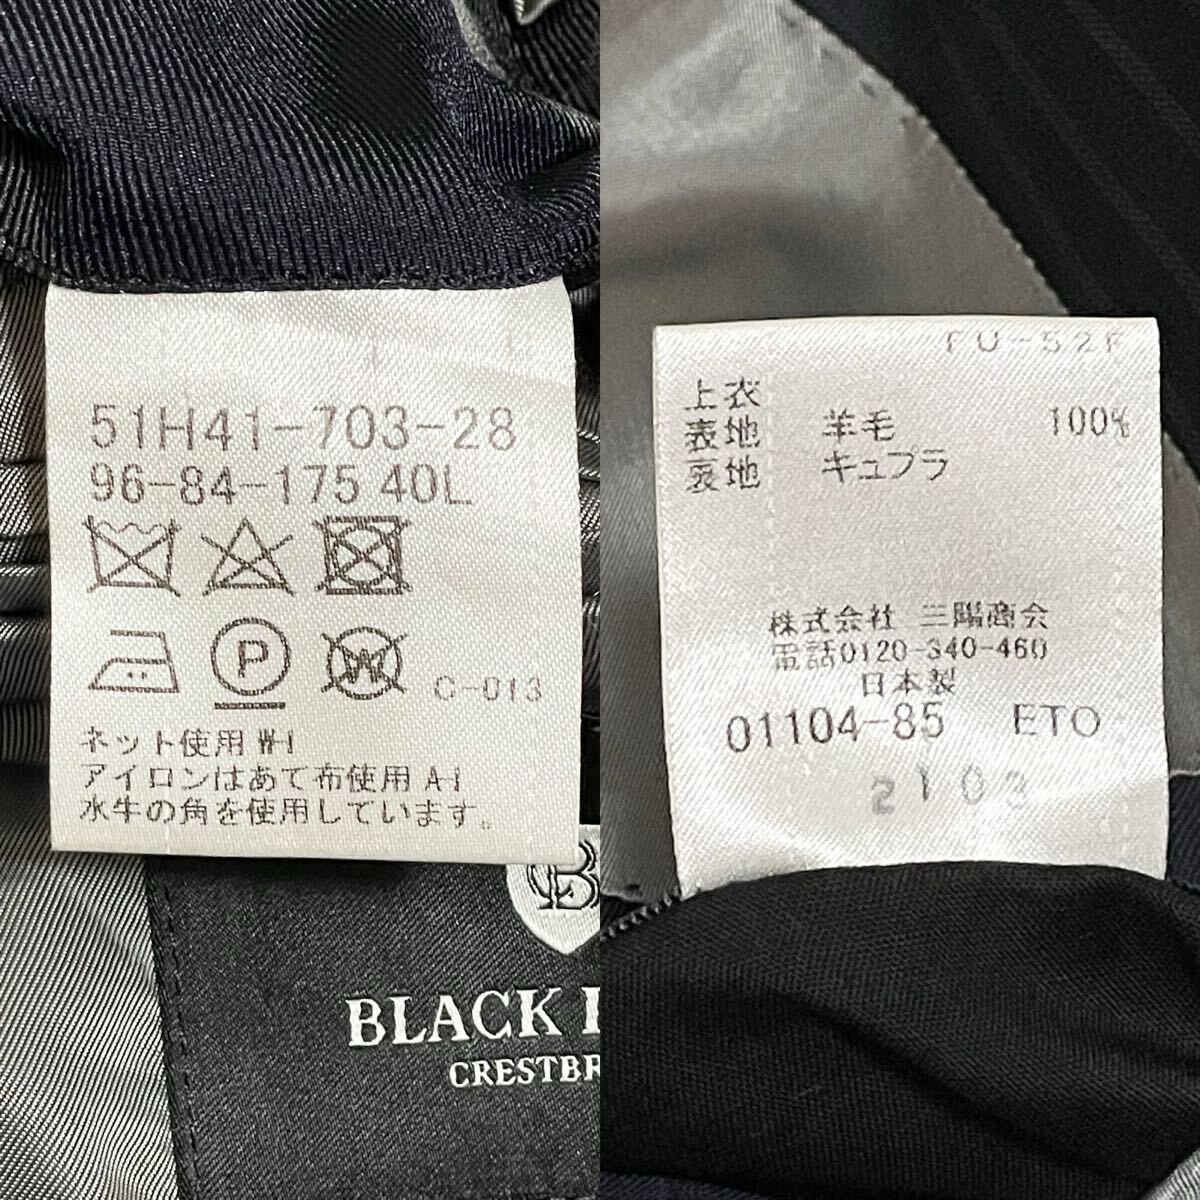 51H41-703-28
96-84-175 40L
P
W
C-013
ネット使用 W-1
アイロンはあて布使用 A-1
水牛の角を使用しています。
BLACK
上衣
表地 羊毛 100%
裏地 キュプラ
株式会社 三陽商会
電話0120-340-460
日本製
01104-85 ETO
2103